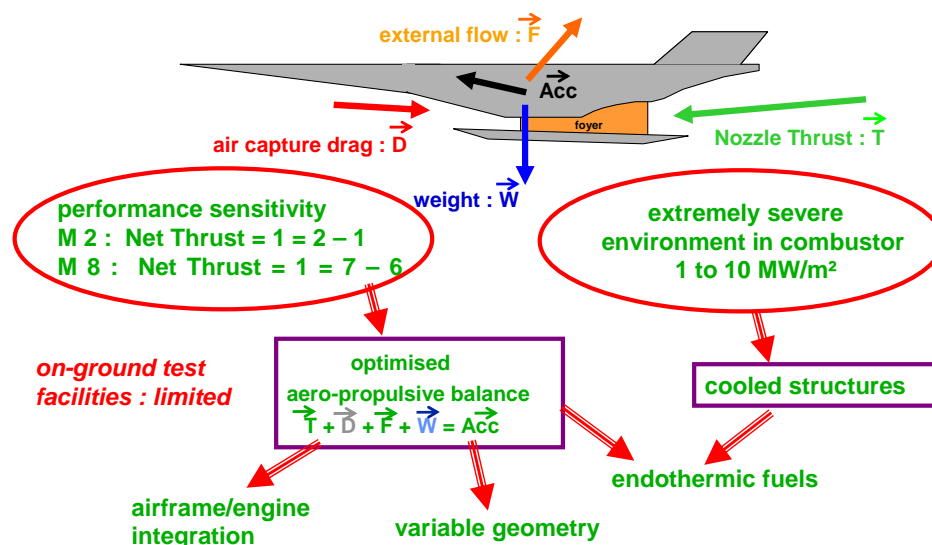 external flow : F
Acc
foyer
air capture drag : D
Nozzle Thrust : T
weight : W
performance sensitivity
M 2 : Net Thrust = 1 = 2 – 1
M 8 : Net Thrust = 1 = 7 – 6
extremely severe
environment in combustor
1 to 10 MW/m²
on-ground test
facilities : limited
optimised
aero-propulsive balance
T + D + F + W = Acc
cooled structures
endothermic fuels
airframe/engine
integration
variable geometry